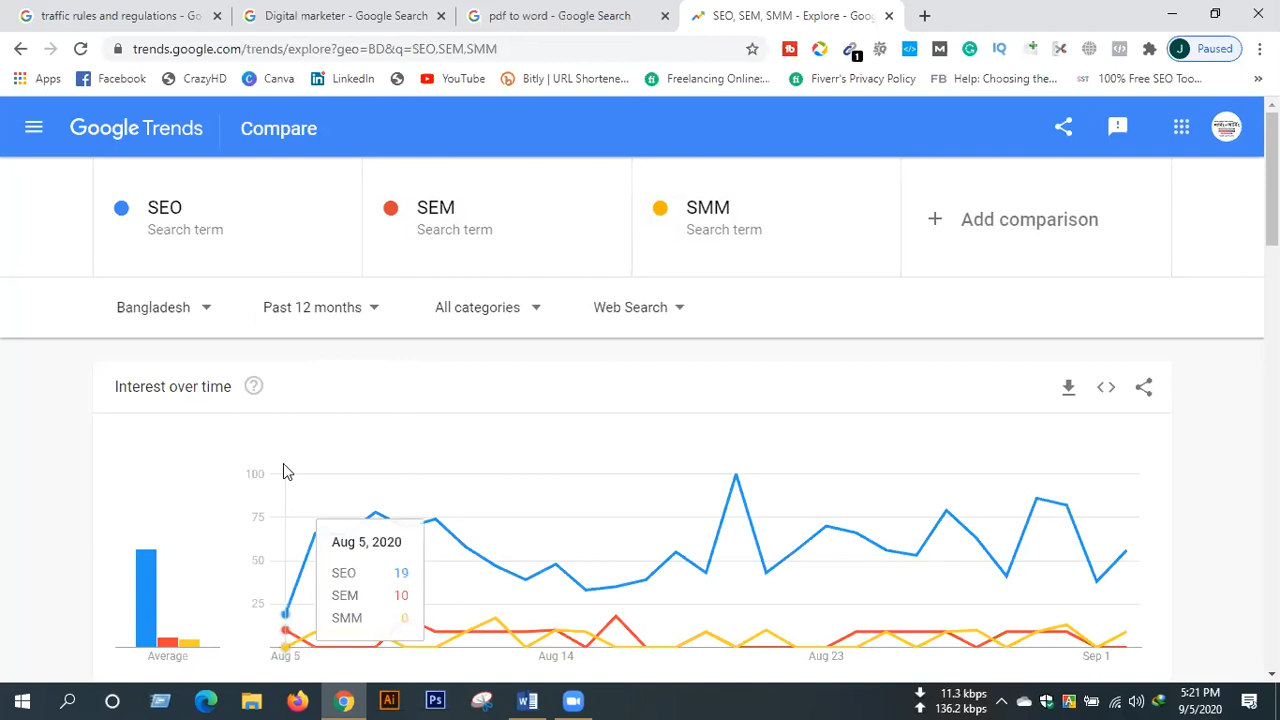 traffic rules and regulations - Go
Digital marketer - Google Search
pdf to word - Google Search
SEO, SEM, SMM - Explore - Goo
trends.google.com/trends/explore?geo=BD&q=SEO,SEM,SMM
1
IQ
J Paused
Apps
Facebook
CrazyHD
Canva
LinkedIn
YouTube
Bitly | URL Shortene...
Freelancing Online:...
Fiverr's Privacy Policy
FB Help: Choosing the...
SST 100% Free SEO Too...
Google Trends
Compare
SEO
Search term
SEM
Search term
SMM
Search term
+ Add comparison
Bangladesh
Past 12 months
All categories
Web Search
Interest over time
100
75
50
25
Aug 5, 2020
SEO 19
SEM 10
SMM 0
Average
Aug 5
Aug 14
Aug 23
Sep 1
Ai
Ps
11.3 kbps
136.2 kbps
5:21 PM
9/5/2020